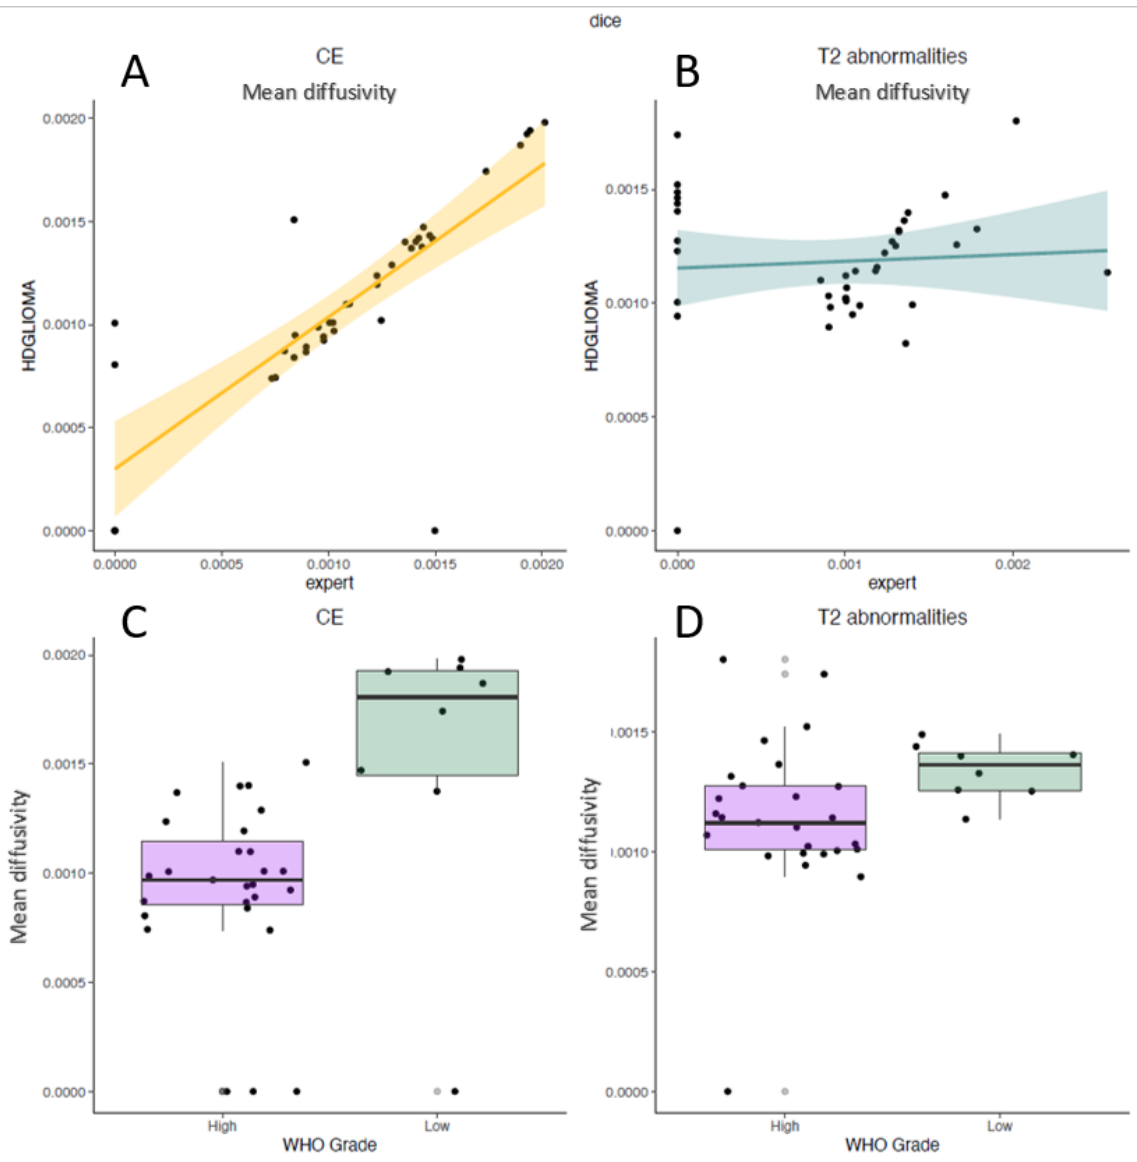 dice
A
CE
Mean diffusivity
HDGLIOMA
0.0020
0.0015
0.0010
0.0005
0.0000
0.0000 0.0005 0.0010 0.0015 0.0020
expert
B
T2 abnormalities
Mean diffusivity
HDGLIOMA
0.0015
0.0010
0.0005
0.0000
0.000 0.001 0.002
expert
C
CE
Mean diffusivity
0.0020
0.0015
0.0010
0.0005
0.0000
High Low
WHO Grade
D
T2 abnormalities
Mean diffusivity
.0015
.0010
0.0005
0.0000
High Low
WHO Grade